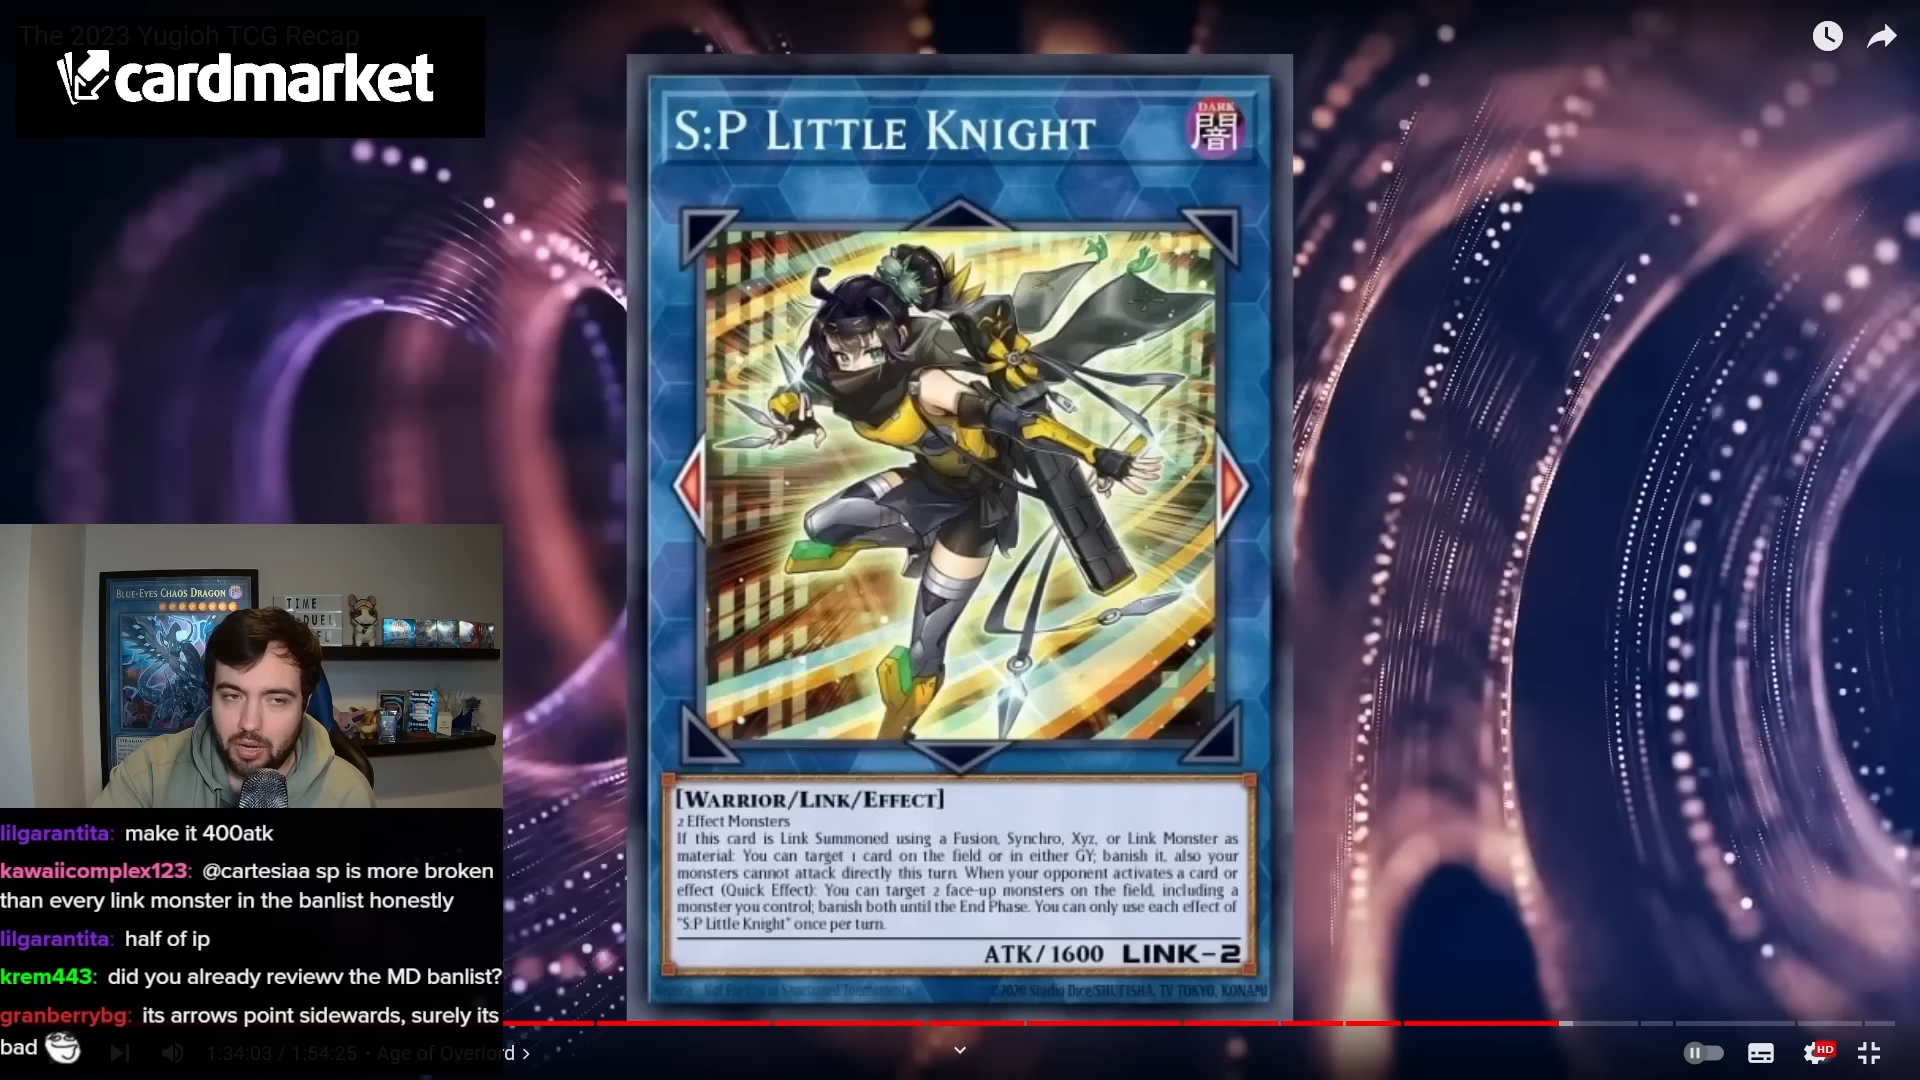 The 2023 Yugioh TCG Recap
cardmarket
S:P LITTLE KNIGHT
DARK
闇
[WARRIOR/LINK/EFFECT]
2 Effect Monsters
If this card is Link Summoned using a Fusion, Synchro, Xyz, or Link Monster as
material: You can target 1 card on the field or in either GY; banish it, also your
monsters cannot attack directly this turn. When your opponent activates a card or
effect (Quick Effect): You can target 2 face-up monsters on the field, including a
monster you control; banish both until the End Phase. You can only use each effect of
"S:P Little Knight" once per turn.
ATK/1600 LINK-2
©2020 Studio Dice/SHUEISHA, TV TOKYO, KONAMI
BLUE-EYES CHAOS DRAGON
TIME
DUEL
lilgarantita: make it 400atk
kawaiicomplex123: @cartesiaa sp is more broken
than every link monster in the banlist honestly
lilgarantita: half of ip
krem443: did you already reviewv the MD banlist?
granberrybg: its arrows point sidewards, surely its
bad
1:34:03 / 1:54:25 • Age of Overlord ›
HD